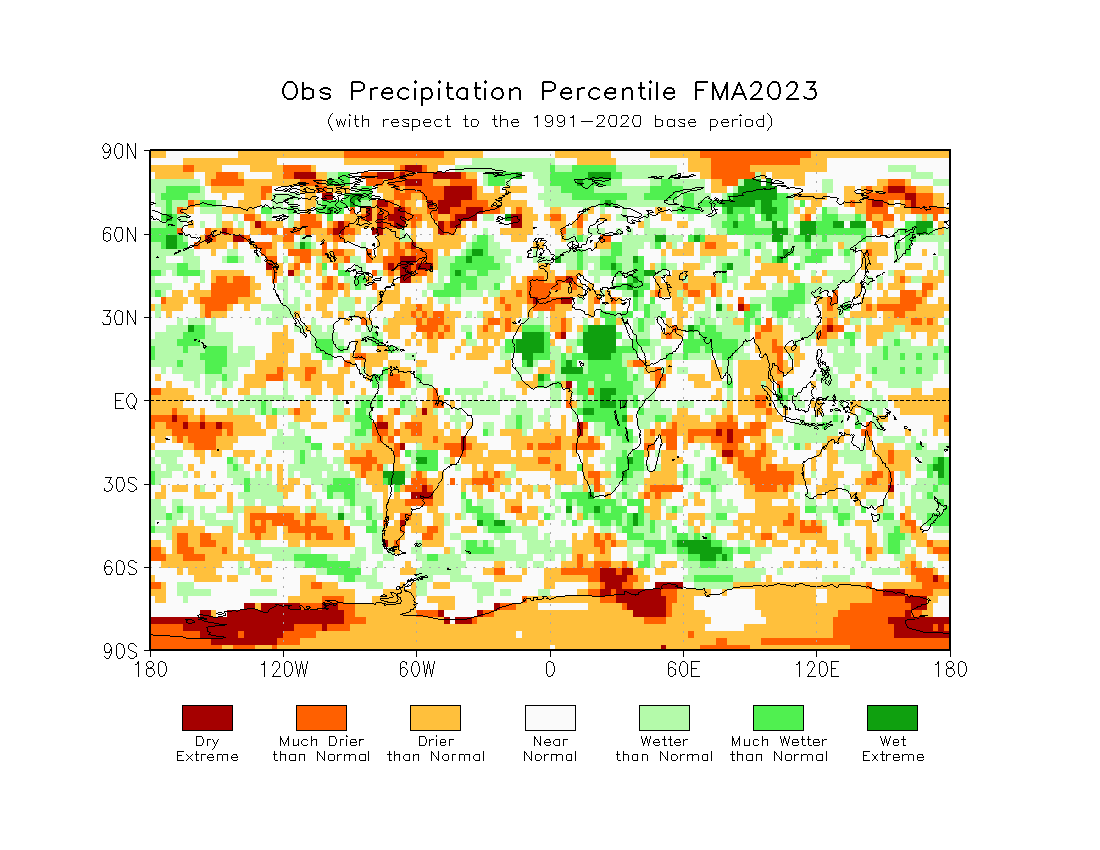 Obs Precipitation Percentile FMA2023
(with respect to the 1991−2020 base period)
90N
60N
30N
EQ
30S
60S
90S
180 120W 60W 0 60E 120E 180
Dry Extreme
Much Drier than Normal
Drier than Normal
Near Normal
Wetter than Normal
Much Wetter than Normal
Wet Extreme